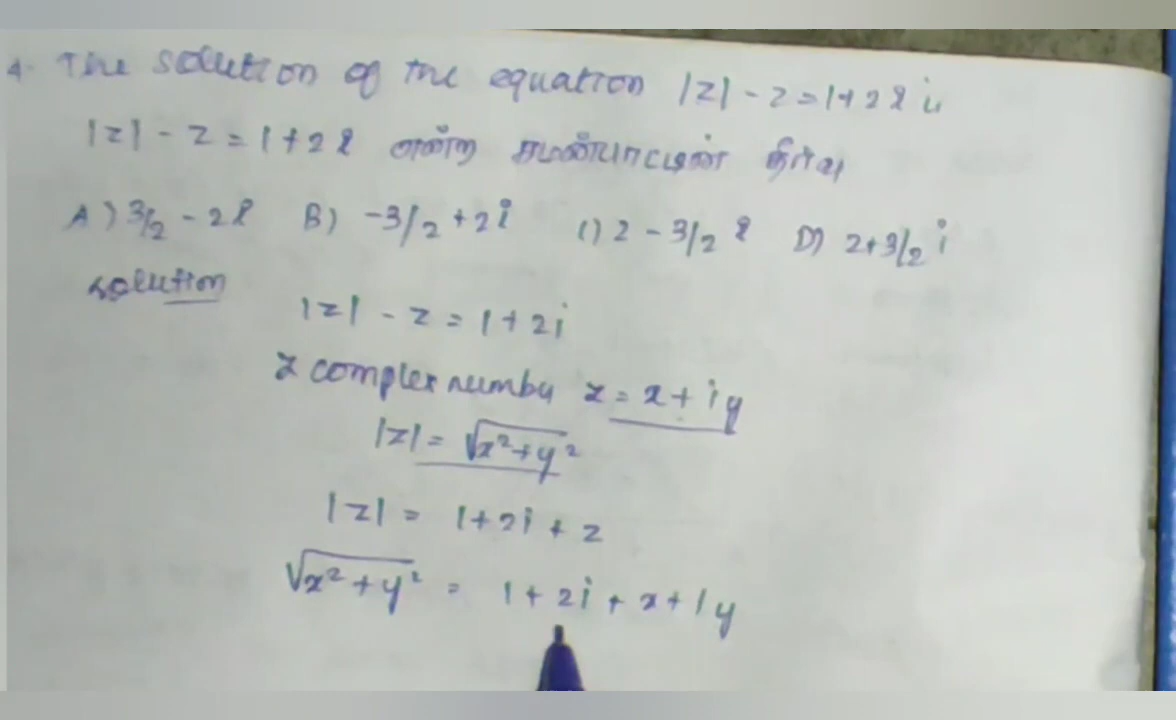 4. The solution of the equation |z| - z = 1 + 2i is
|z| - z = 1 + 2i என்ற சமன்பாட்டின் தீர்வு
A) 3/2 - 2i B) -3/2 + 2i C) 2 - 3/2 i D) 2 + 3/2 i
solution
|z| - z = 1 + 2i
z complex number z = x + iy
|z| = √x² + y²
|z| = 1 + 2i + z
√x² + y² = 1 + 2i + x + iy